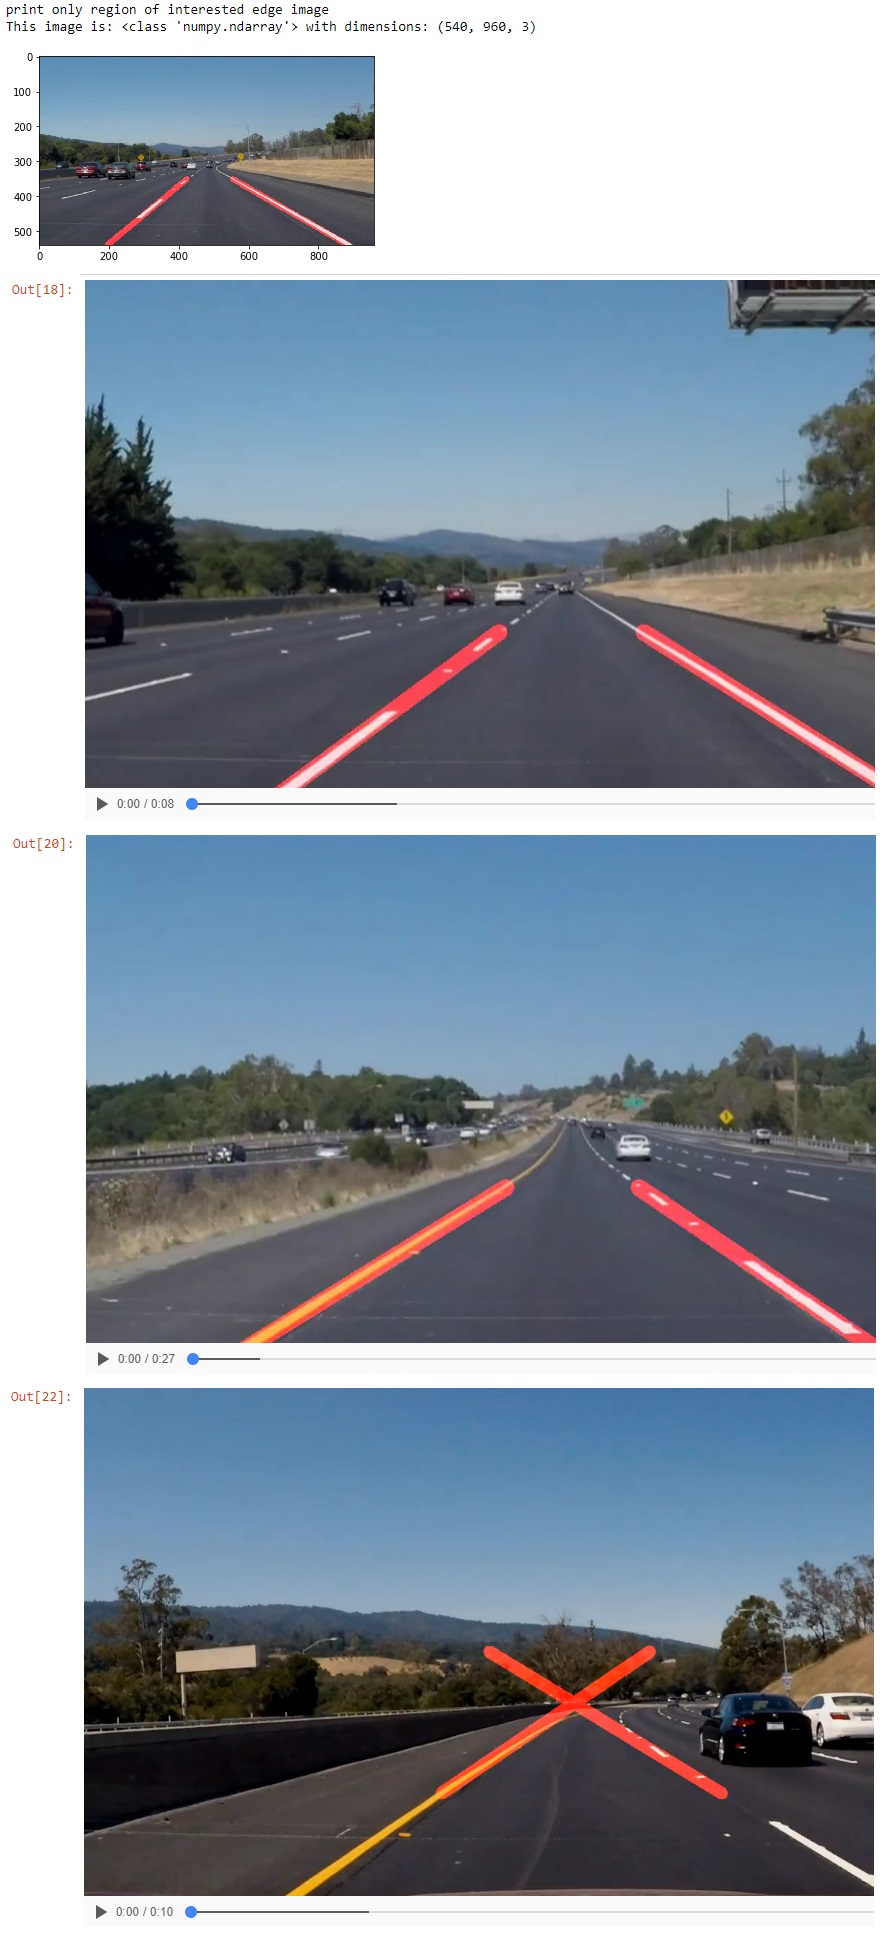 print only region of interested edge image
This image is: <class 'numpy.ndarray'> with dimensions: (540, 960, 3)
0
100
200
300
400
500
0 200 400 600 800
Out[18]:
0:00 / 0:08
Out[20]:
0:00 / 0:27
Out[22]:
0:00 / 0:10